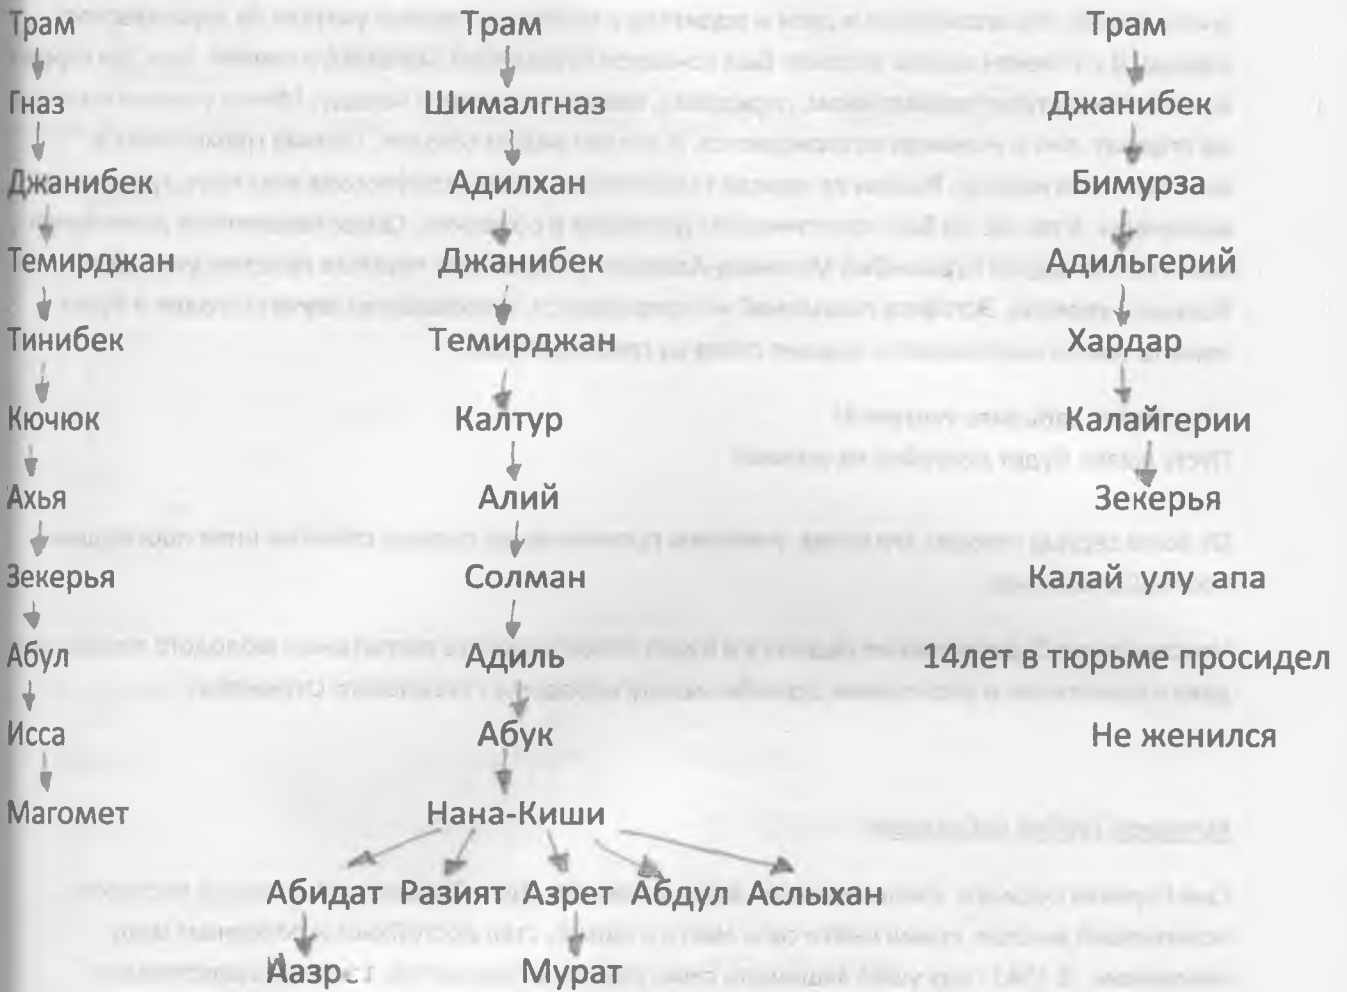 Трам Трам Трам
Гназ Шималгназ Джанибек
Джанибек Адилхан Бимурза
Темирджан Джанибек Адильгерий
Тинибек Темирджан Хардар
Кючюк Калтур Калайгерии
Ахья Алий Зекерья
Зекерья Солман Калай улу апа
Абул Адиль 14лет в тюрьме просидел
Исса Абук Не женился
Магомет Нана-Киши
Абидат Разият Азрет Абдул Аслыхан
Мурат